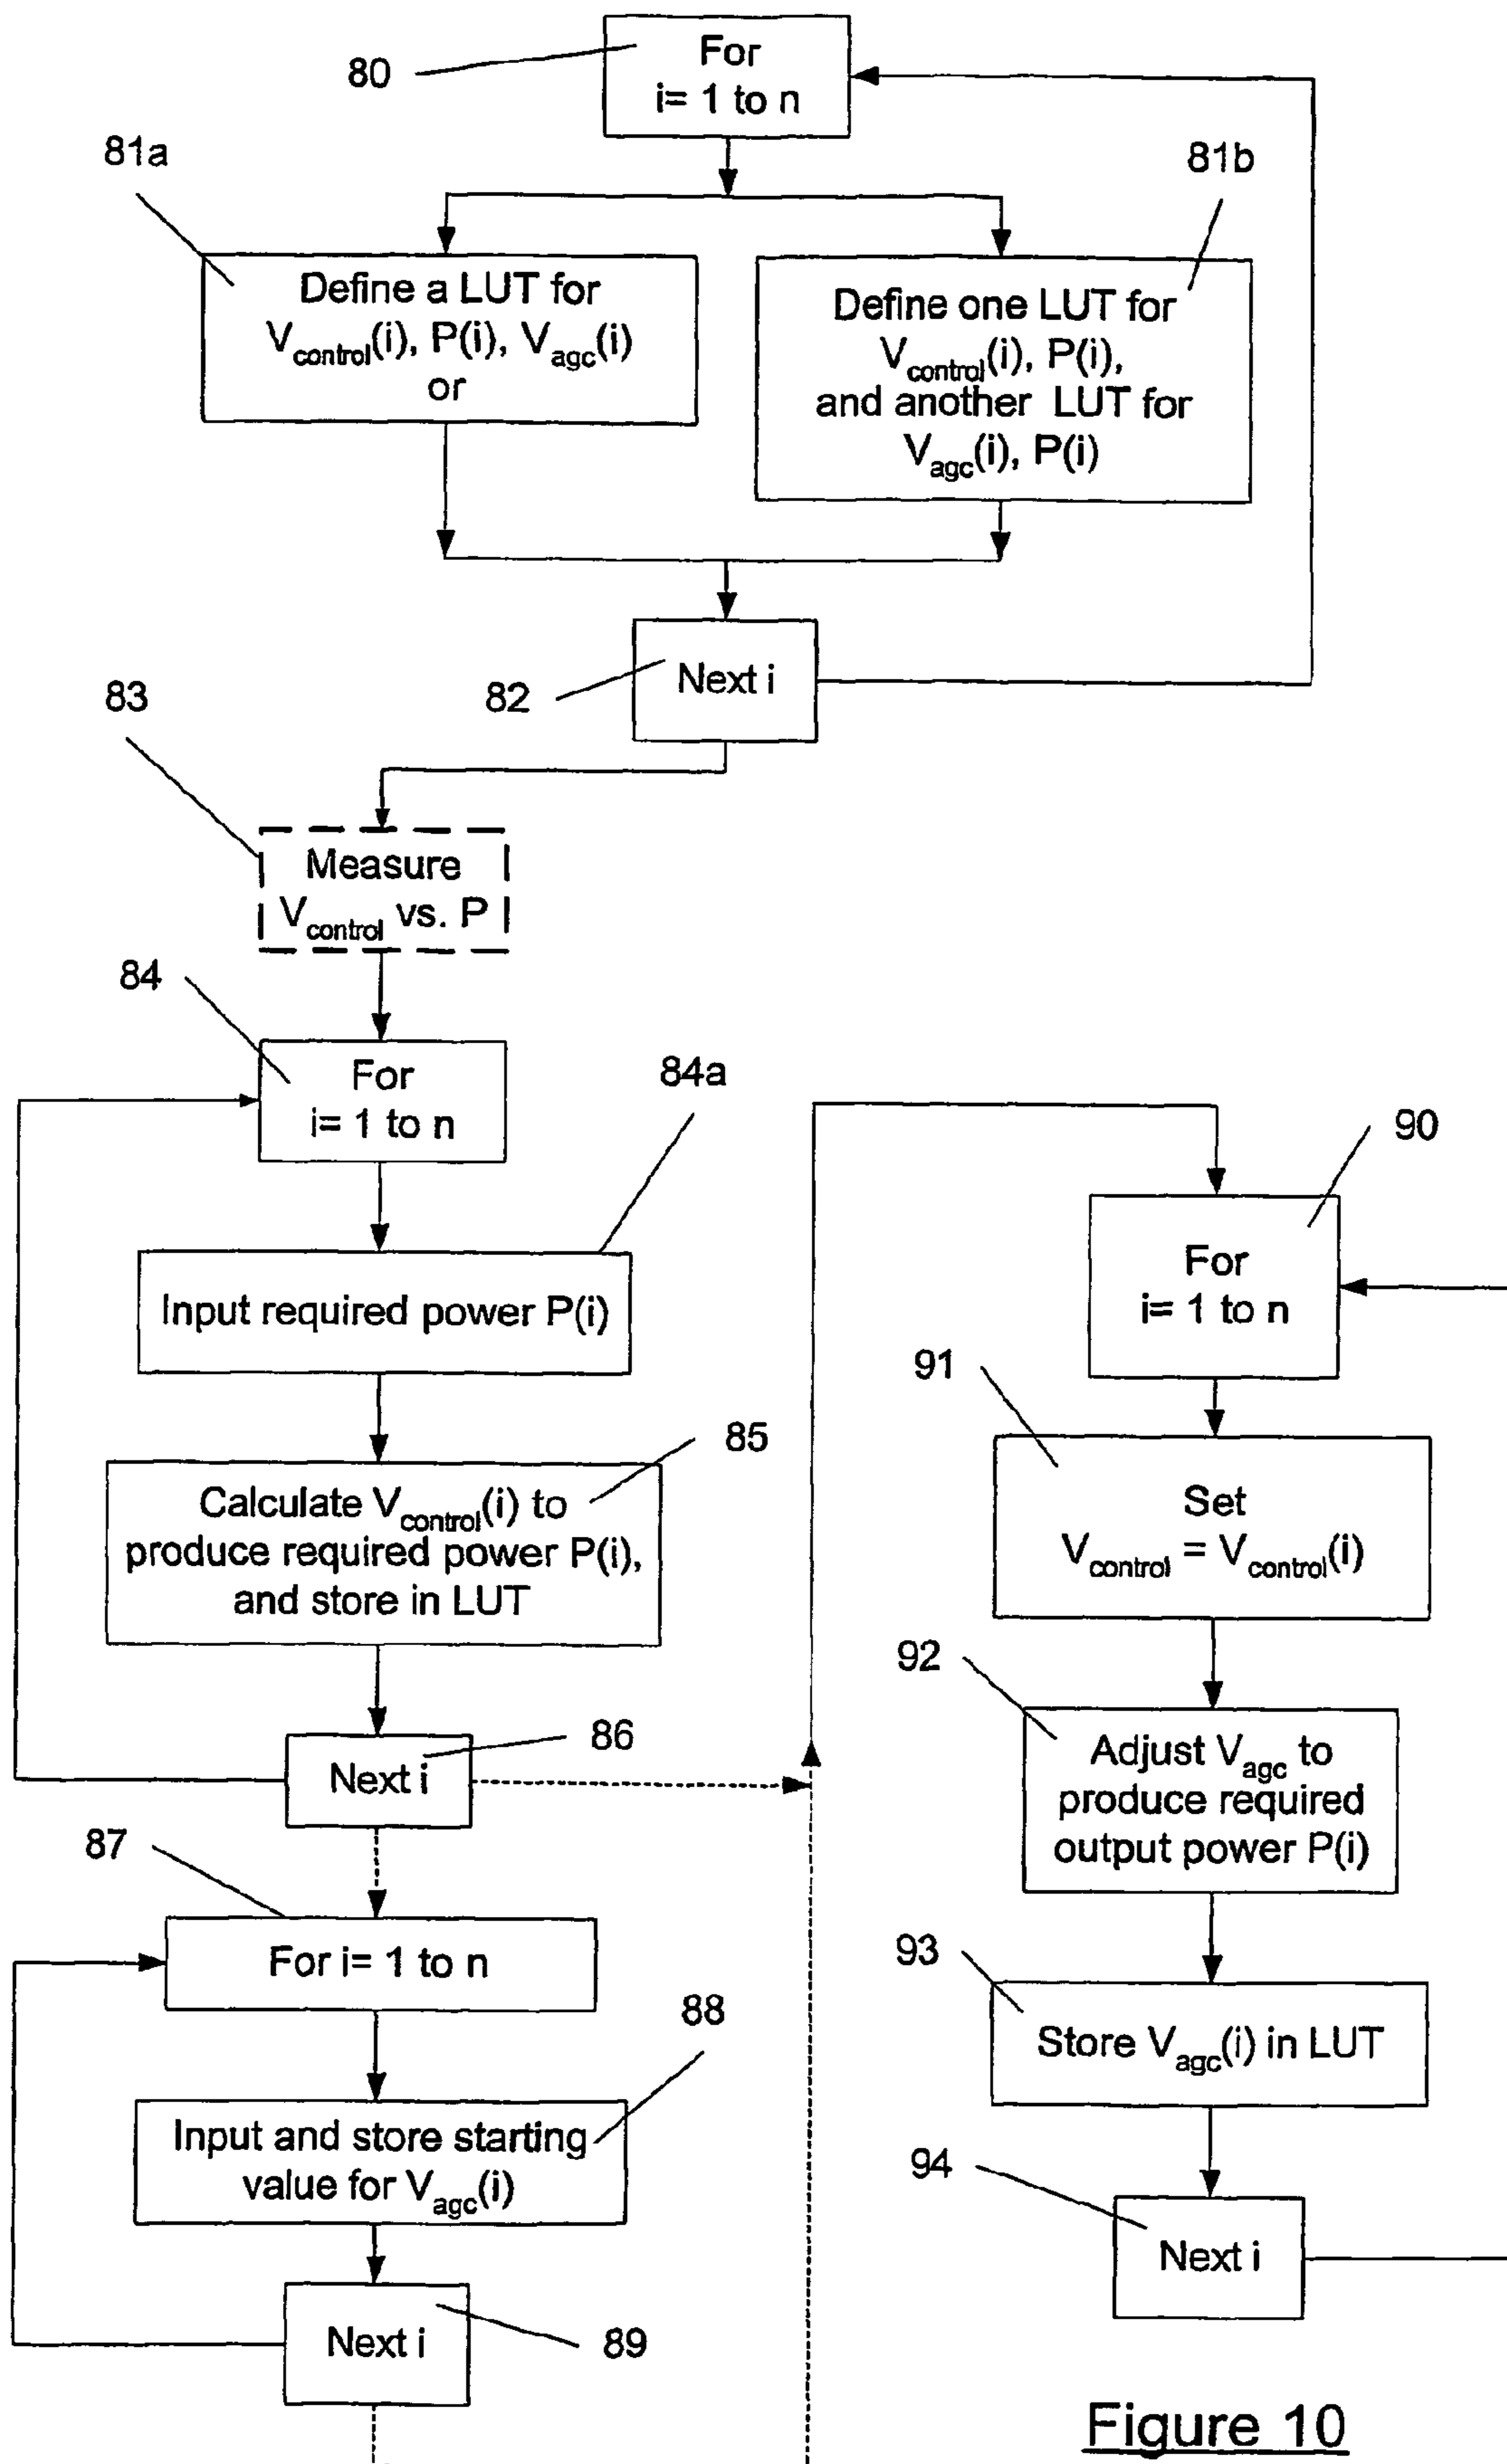 80
For
i= 1 to n
81a
81b
Define a LUT for
Vcontrol(i), P(i), Vagc(i)
or
Define one LUT for
Vcontrol(i), P(i),
and another LUT for
Vagc(i), P(i)
82
Next i
83
Measure
Vcontrol vs. P
84
For
i= 1 to n
84a
Input required power P(i)
85
Calculate Vcontrol(i) to
produce required power P(i),
and store in LUT
86
Next i
87
For i= 1 to n
88
Input and store starting
value for Vagc(i)
89
Next i
90
For
i= 1 to n
91
Set
Vcontrol = Vcontrol(i)
92
Adjust Vagc to
produce required
output power P(i)
93
Store Vagc(i) in LUT
94
Next i
Figure 10